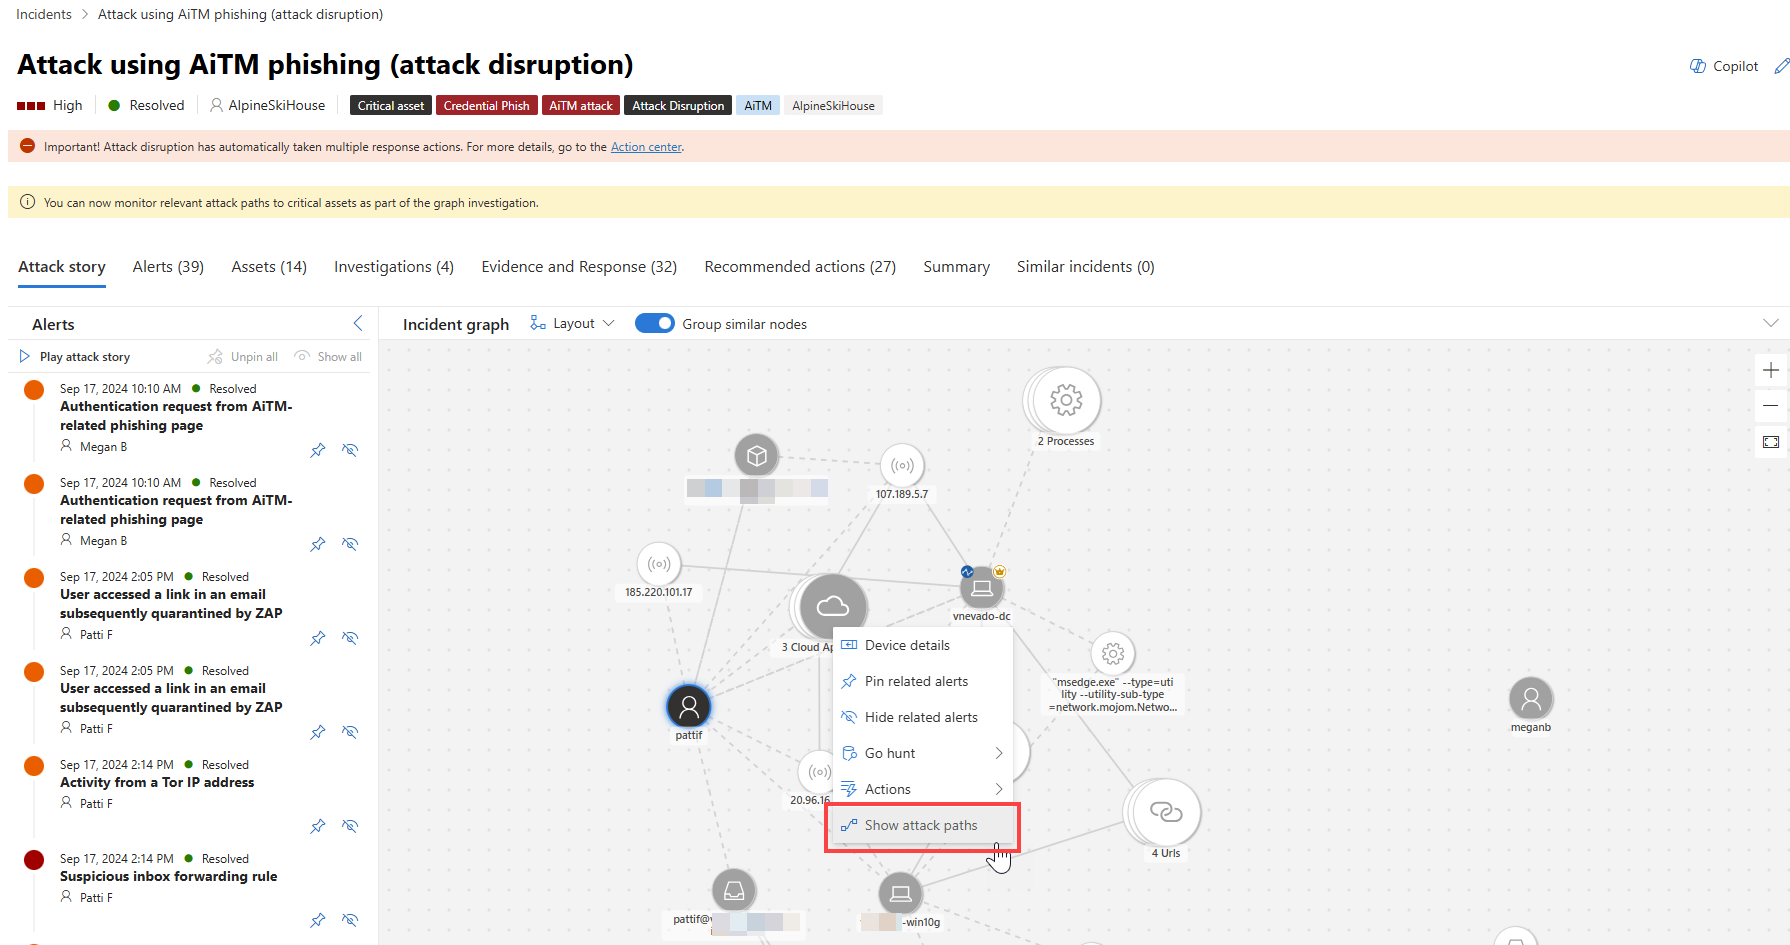 Incidents > Attack using AiTM phishing (attack disruption)
Attack using AiTM phishing (attack disruption)
Copilot
High
Resolved
AlpineSkiHouse
Critical asset
Credential Phish
AiTM attack
Attack Disruption
AiTM
AlpineSkiHouse
Important! Attack disruption has automatically taken multiple response actions. For more details, go to the Action center.
You can now monitor relevant attack paths to critical assets as part of the graph investigation.
Attack story
Alerts (39)
Assets (14)
Investigations (4)
Evidence and Response (32)
Recommended actions (27)
Summary
Similar incidents (0)
Alerts
Play attack story
Unpin all
Show all
Sep 17, 2024 10:10 AM
Resolved
Authentication request from AiTM-
related phishing page
Megan B
Sep 17, 2024 10:10 AM
Resolved
Authentication request from AiTM-
related phishing page
Megan B
Sep 17, 2024 2:05 PM
Resolved
User accessed a link in an email
subsequently quarantined by ZAP
Patti F
Sep 17, 2024 2:05 PM
Resolved
User accessed a link in an email
subsequently quarantined by ZAP
Patti F
Sep 17, 2024 2:14 PM
Resolved
Activity from a Tor IP address
Patti F
Sep 17, 2024 2:14 PM
Resolved
Suspicious inbox forwarding rule
Patti F
Incident graph
Layout
Group similar nodes
2 Processes
107.189.5.7
185.220.101.17
vnevado-dc
3 Cloud Ap
Device details
Pin related alerts
Hide related alerts
Go hunt
Actions
Show attack paths
"msedge.exe" --type=uti
lity --utility-sub-type
=network.mojom.Netwo...
pattif
meganb
20.96.16
4 Urls
pattif@
-win10g